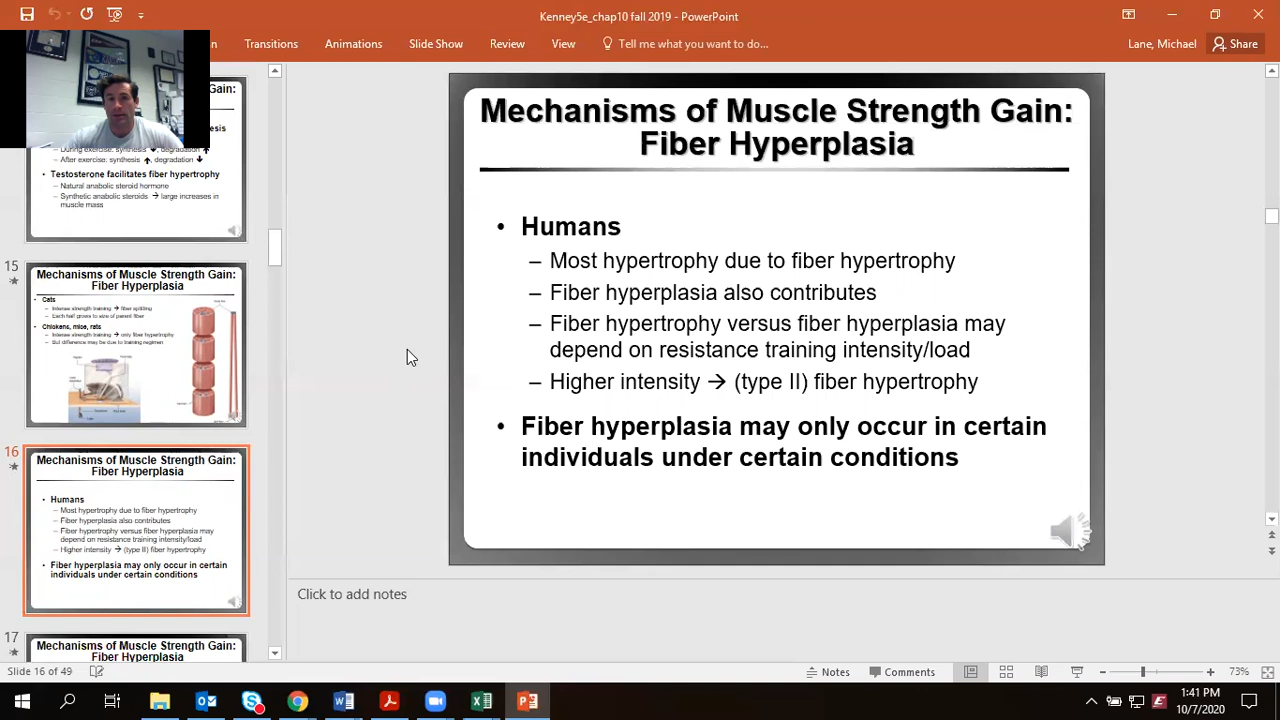 Kenney5e_chap10 fall 2019 - PowerPoint
Transitions
Animations
Slide Show
Review
View
Tell me what you want to do...
Lane, Michael
Share
During exercise: synthesis ↓, degradation ↑
After exercise: synthesis ↑, degradation ↓
Testosterone facilitates fiber hypertrophy
– Natural anabolic steroid hormone
– Synthetic anabolic steroids → large increases in
muscle mass
15
Mechanisms of Muscle Strength Gain:
Fiber Hyperplasia
• Cats
– Intense strength training → fiber splitting
– Each half grows to size of parent fiber
• Chickens, mice, rats
– Intense strength training → only fiber hypertrophy
– But difference may be due to training regimen
16
Mechanisms of Muscle Strength Gain:
Fiber Hyperplasia
• Humans
– Most hypertrophy due to fiber hypertrophy
– Fiber hyperplasia also contributes
– Fiber hypertrophy versus fiber hyperplasia may
depend on resistance training intensity/load
– Higher intensity → (type II) fiber hypertrophy
• Fiber hyperplasia may only occur in certain
individuals under certain conditions
17
Mechanisms of Muscle Strength Gain:
Fiber Hyperplasia
Mechanisms of Muscle Strength Gain:
Fiber Hyperplasia
• Humans
– Most hypertrophy due to fiber hypertrophy
– Fiber hyperplasia also contributes
– Fiber hypertrophy versus fiber hyperplasia may
depend on resistance training intensity/load
– Higher intensity → (type II) fiber hypertrophy
• Fiber hyperplasia may only occur in certain
individuals under certain conditions
Click to add notes
Slide 16 of 49
Notes
Comments
73%
1:41 PM
10/7/2020